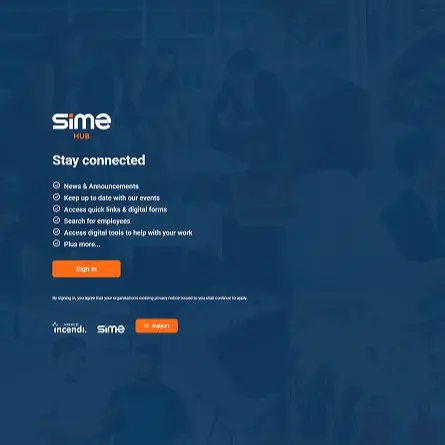 sime
HUB
Stay connected
News & Announcements
Keep up to date with our events
Access quick links & digital forms
Search for employees
Access digital tools to help with your work
Plus more...
Sign in
By signing in, you agree that your organisation's existing privacy notice issued to you shall continue to apply.
POWERED BY
incendi.
sime
Support